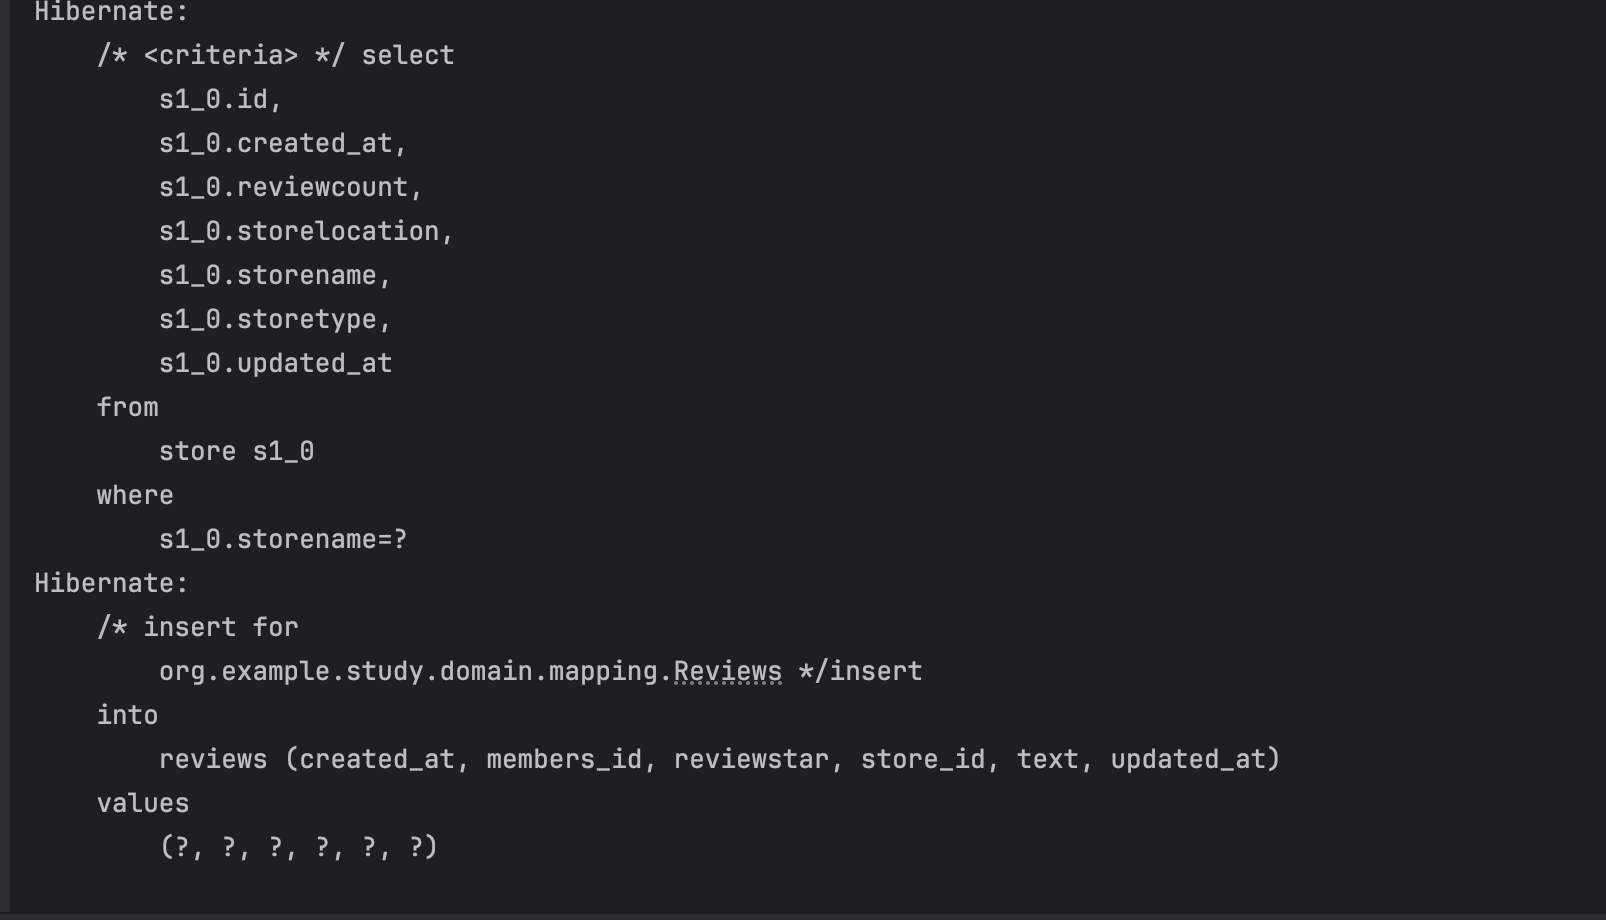 Hibernate:
/* <criteria> */ select
s1_0.id,
s1_0.created_at,
s1_0.reviewcount,
s1_0.storelocation,
s1_0.storename,
s1_0.storetype,
s1_0.updated_at
from
store s1_0
where
s1_0.storename=?
Hibernate:
/* insert for
org.example.study.domain.mapping.Reviews */insert
into
reviews (created_at, members_id, reviewstar, store_id, text, updated_at)
values
(?, ?, ?, ?, ?, ?)